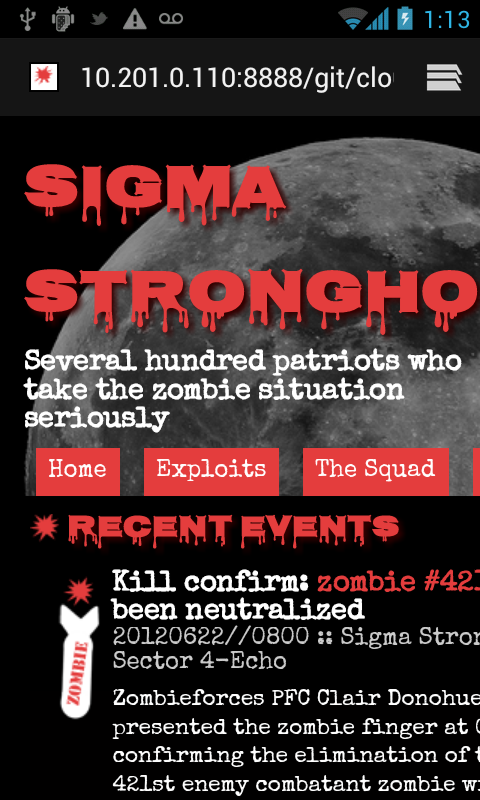 1:13
10.201.0.110:8888/git/clo
SIGMA
STRONGHO
Several hundred patriots who
take the zombie situation
seriously
Home Exploits The Squad
RECENT EVENTS
Kill confirm: zombie #421
been neutralized
20120622//0800 :: Sigma Stron
Sector 4-Echo
ZOMBIE
Zombieforces PFC Clair Donohue
presented the zombie finger at
confirming the elimination of t
421st enemy combatant zombie wi